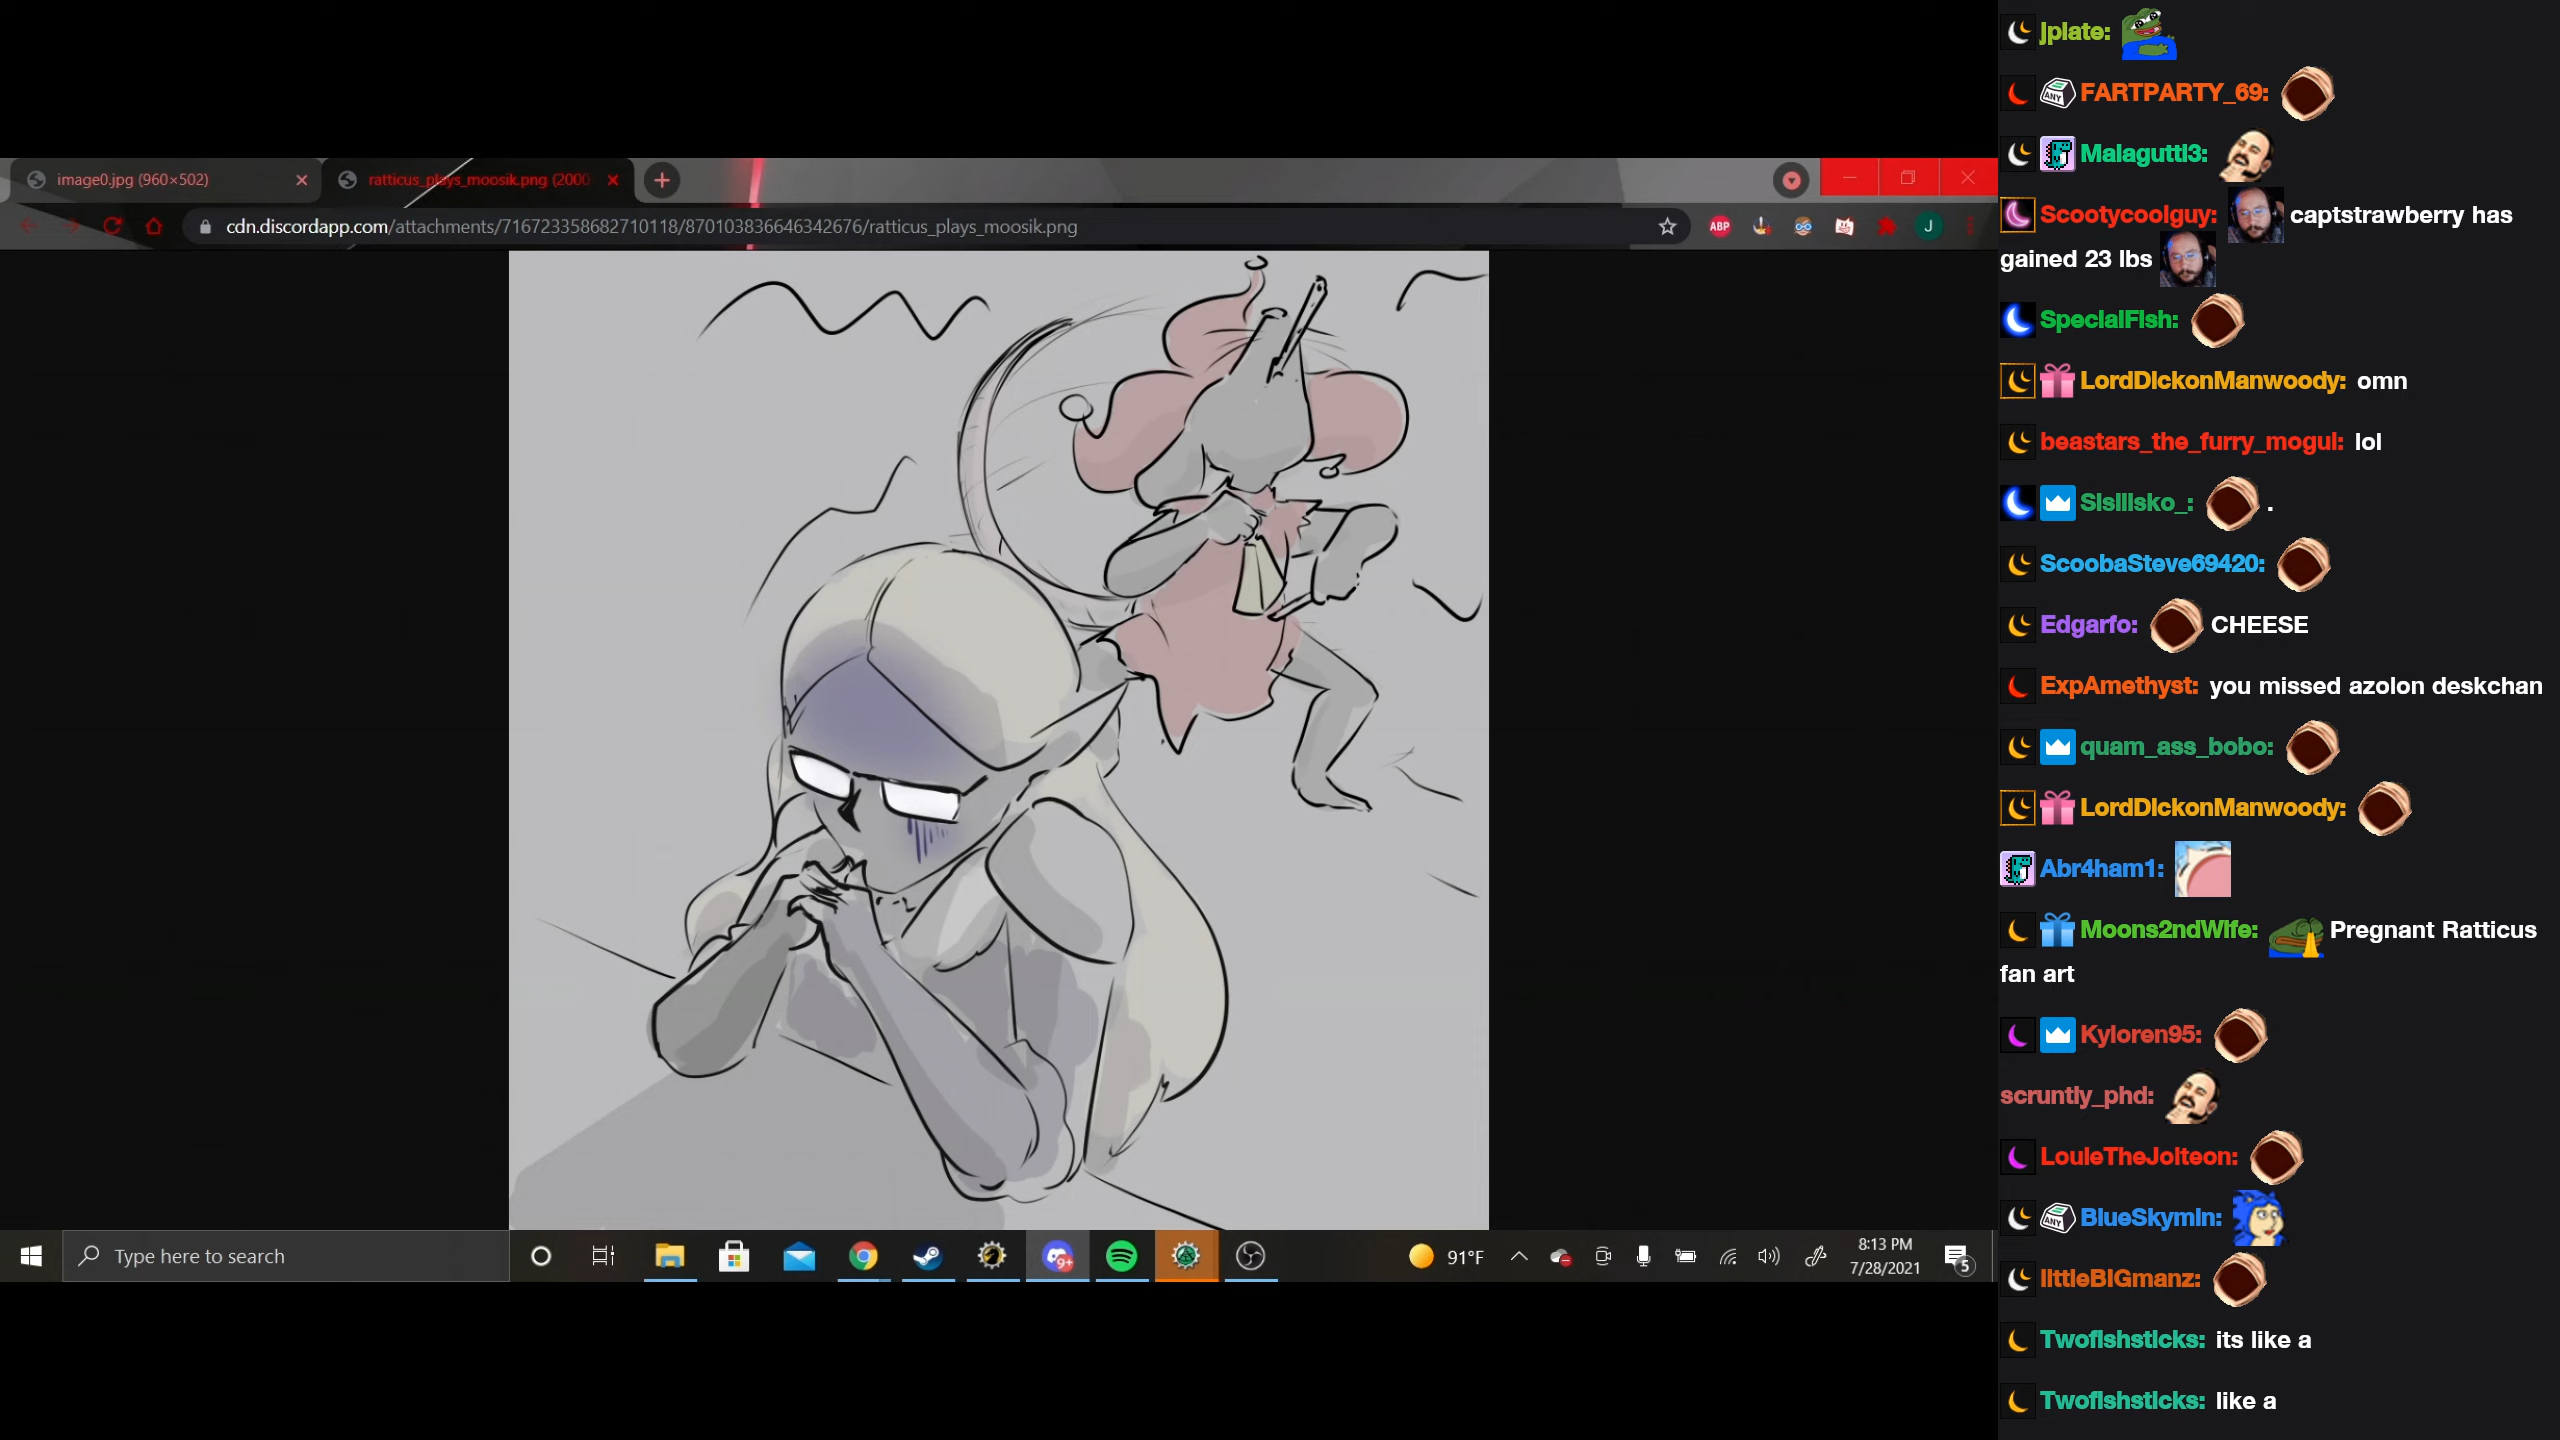 image0.jpg (960×502)
ratticus_plays_moosik.png (2000
cdn.discordapp.com/attachments/716723358682710118/870103836646342676/ratticus_plays_moosik.png
ABP
J
Type here to search
9+
91°F
8:13 PM
7/28/2021
5
jplate:
ANY FARTPARTY_69:
Malagutti3:
Scootycoolguy: captstrawberry has
gained 23 lbs
SpecialFish:
LordDickonManwoody: omn
beastars_the_furry_mogul: lol
Sisilisko_: .
ScoobaSteve69420:
Edgarfo: CHEESE
ExpAmethyst: you missed azolon deskchan
quam_ass_bobo:
LordDickonManwoody:
Abr4ham1:
Moons2ndWife: Pregnant Ratticus
fan art
Kyloren95:
scruntly_phd:
LouieTheJolteon:
ANY BlueSkymin:
littleBIGmanz:
Twofishsticks: its like a
Twofishsticks: like a